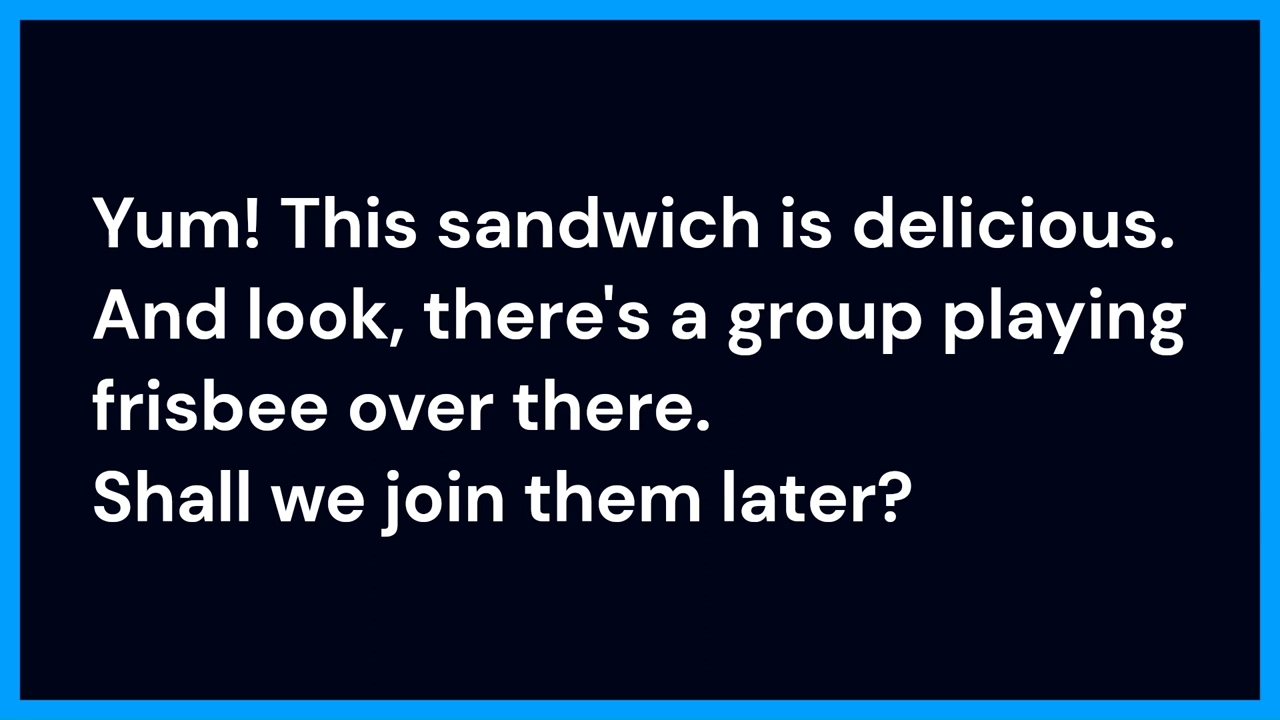 Yum! This sandwich is delicious.
And look, there's a group playing
frisbee over there.
Shall we join them later?